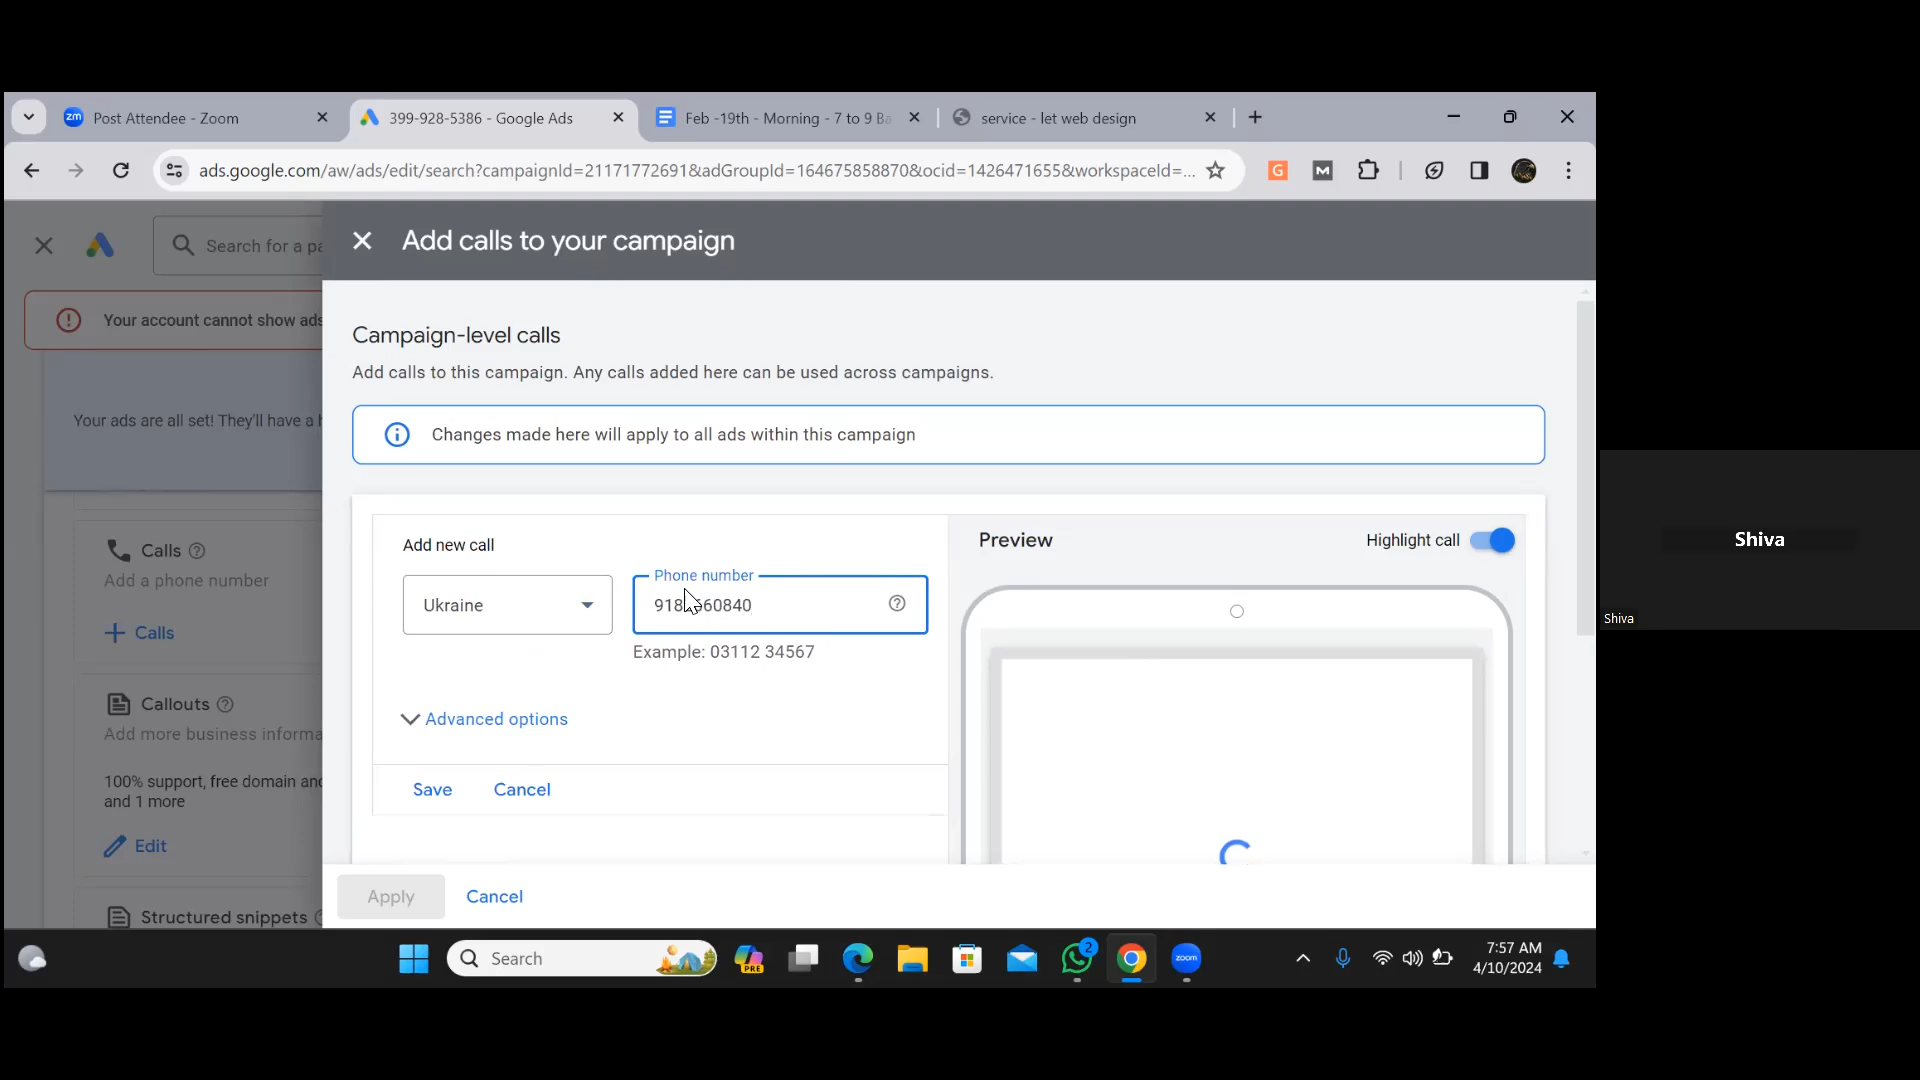 zm Post Attendee - Zoom
399-928-5386 - Google Ads
Feb -19th - Morning - 7 to 9 Ba
service - let web design
ads.google.com/aw/ads/edit/search?campaignId=21171772691&adGroupId=164675858870&ocid=1426471655&workspaceId=...
G
M
Search for a pa
Add calls to your campaign
Your account cannot show ads
Campaign-level calls
Add calls to this campaign. Any calls added here can be used across campaigns.
Your ads are all set! They'll have a h
Changes made here will apply to all ads within this campaign
Calls
Add a phone number
Calls
Add new call
Ukraine
Phone number
Example: 03112 34567
Advanced options
Save
Cancel
Preview
Highlight call
Callouts
Add more business informa
100% support, free domain and
and 1 more
Edit
Structured snippets
Apply
Cancel
Shiva
Shiva
Search
PRE
2
zoom
7:57 AM
4/10/2024